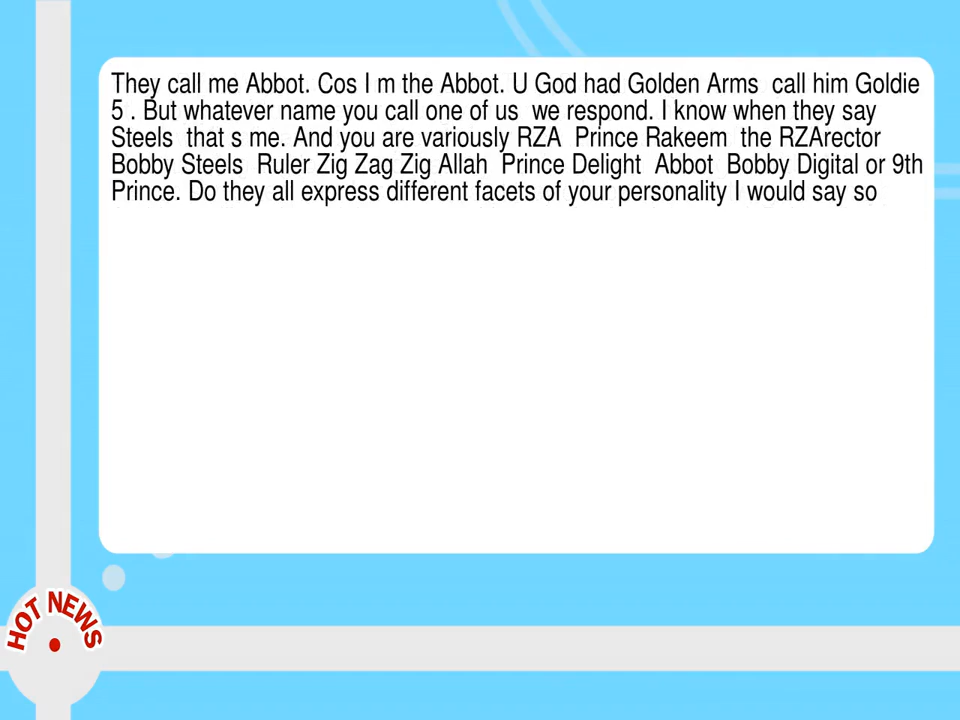 They call me Abbot. Cos I m the Abbot. U God had Golden Arms  call him Goldie
5 . But whatever name you call one of us  we respond. I know when they say
Steels  that s me. And you are variously RZA  Prince Rakeem  the RZArector
Bobby Steels  Ruler Zig Zag Zig Allah  Prince Delight  Abbot  Bobby Digital or 9th
Prince. Do they all express different facets of your personality I would say so
HOT NEWS